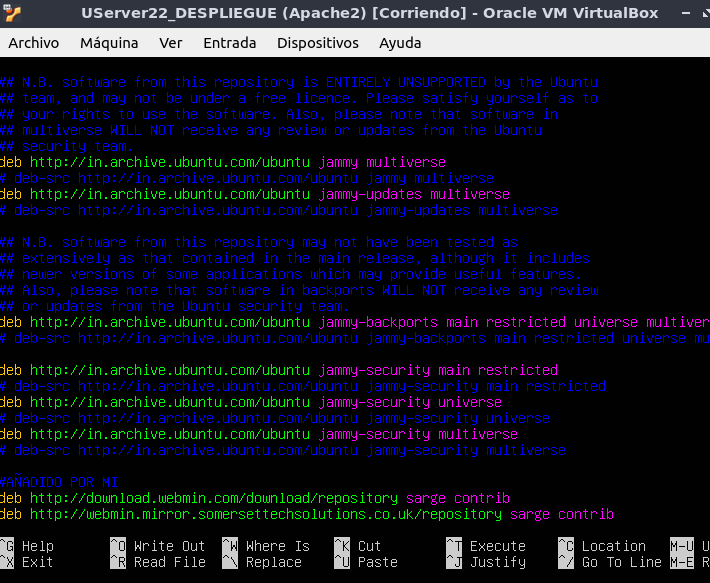 UServer22_DESPLIEGUE (Apache2) [Corriendo] - Oracle VM VirtualBox
Archivo Máquina Ver Entrada Dispositivos Ayuda
## N.B. software from this repository is ENTIRELY UNSUPPORTED by the Ubuntu
## team, and may not be under a free licence. Please satisfy yourself as to
## your rights to use the software. Also, please note that software in
## multiverse WILL NOT receive any review or updates from the Ubuntu
## security team.
deb http://in.archive.ubuntu.com/ubuntu jammy multiverse
# deb-src http://in.archive.ubuntu.com/ubuntu jammy multiverse
deb http://in.archive.ubuntu.com/ubuntu jammy-updates multiverse
# deb-src http://in.archive.ubuntu.com/ubuntu jammy-updates multiverse
## N.B. software from this repository may not have been tested as
## extensively as that contained in the main release, although it includes
## newer versions of some applications which may provide useful features.
## Also, please note that software in backports WILL NOT receive any review
## or updates from the Ubuntu security team.
deb http://in.archive.ubuntu.com/ubuntu jammy-backports main restricted universe multiver
# deb-src http://in.archive.ubuntu.com/ubuntu jammy-backports main restricted universe mu
deb http://in.archive.ubuntu.com/ubuntu jammy-security main restricted
# deb-src http://in.archive.ubuntu.com/ubuntu jammy-security main restricted
deb http://in.archive.ubuntu.com/ubuntu jammy-security universe
# deb-src http://in.archive.ubuntu.com/ubuntu jammy-security universe
deb http://in.archive.ubuntu.com/ubuntu jammy-security multiverse
# deb-src http://in.archive.ubuntu.com/ubuntu jammy-security multiverse
#AÑADIDO POR MI
deb http://download.webmin.com/download/repository sarge contrib
deb http://webmin.mirror.somersettechsolutions.co.uk/repository sarge contrib
^G Help ^O Write Out ^W Where Is ^K Cut ^T Execute ^C Location M-U U
^X Exit ^R Read File ^\ Replace ^U Paste ^J Justify ^/ Go To Line M-E R